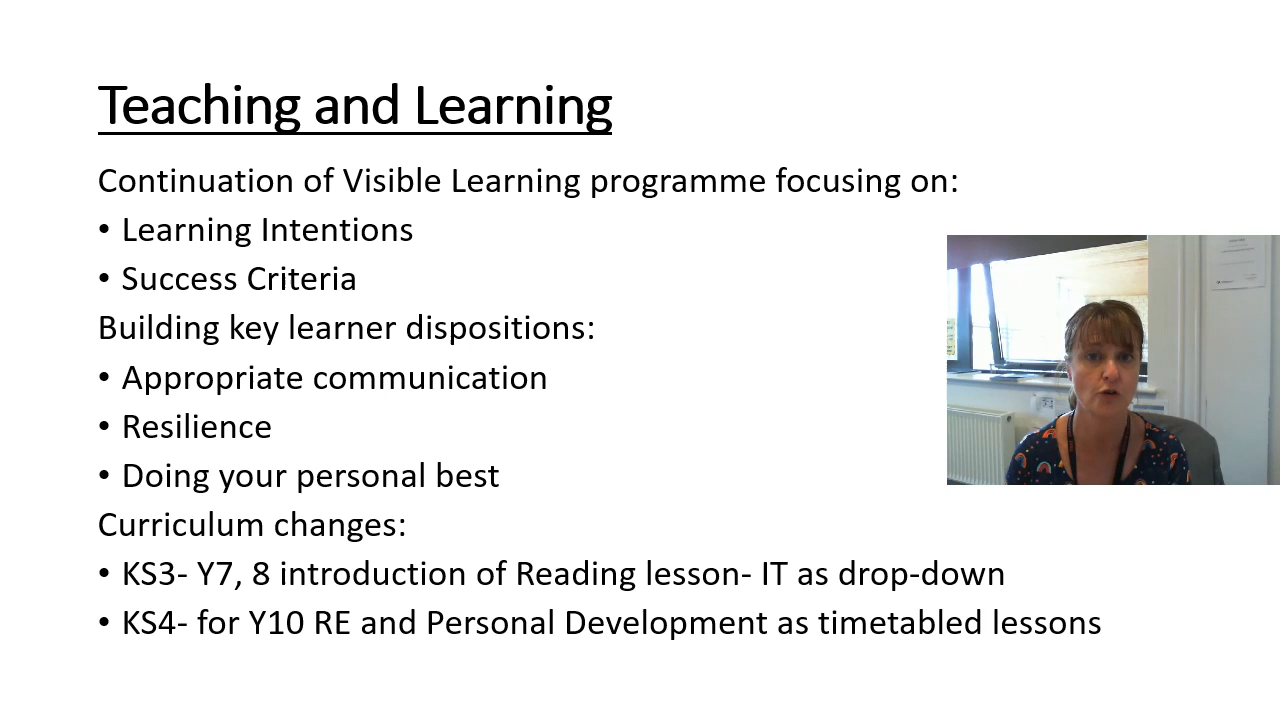 Teaching and Learning
Continuation of Visible Learning programme focusing on:
• Learning Intentions
• Success Criteria
Building key learner dispositions:
• Appropriate communication
• Resilience
• Doing your personal best
Curriculum changes:
• KS3- Y7, 8 introduction of Reading lesson- IT as drop-down
• KS4- for Y10 RE and Personal Development as timetabled lessons